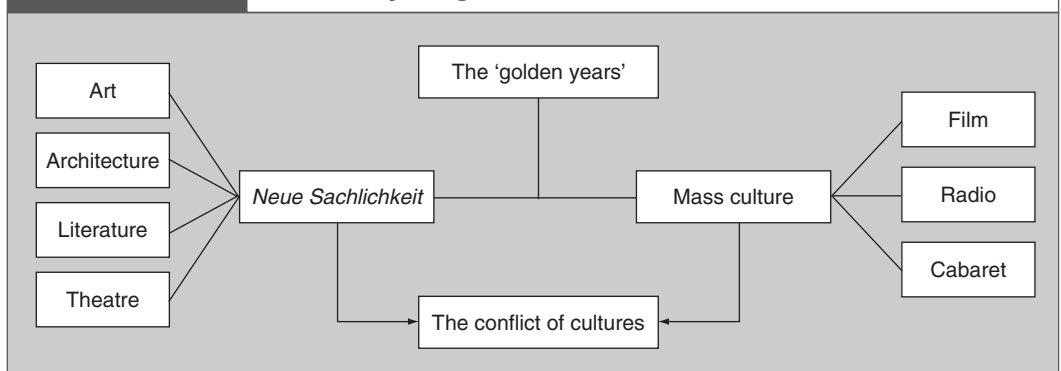 The ‘golden years’
Art
Architecture
Literature
Theatre
Neue Sachlichkeit
Mass culture
Film
Radio
Cabaret
The conflict of cultures